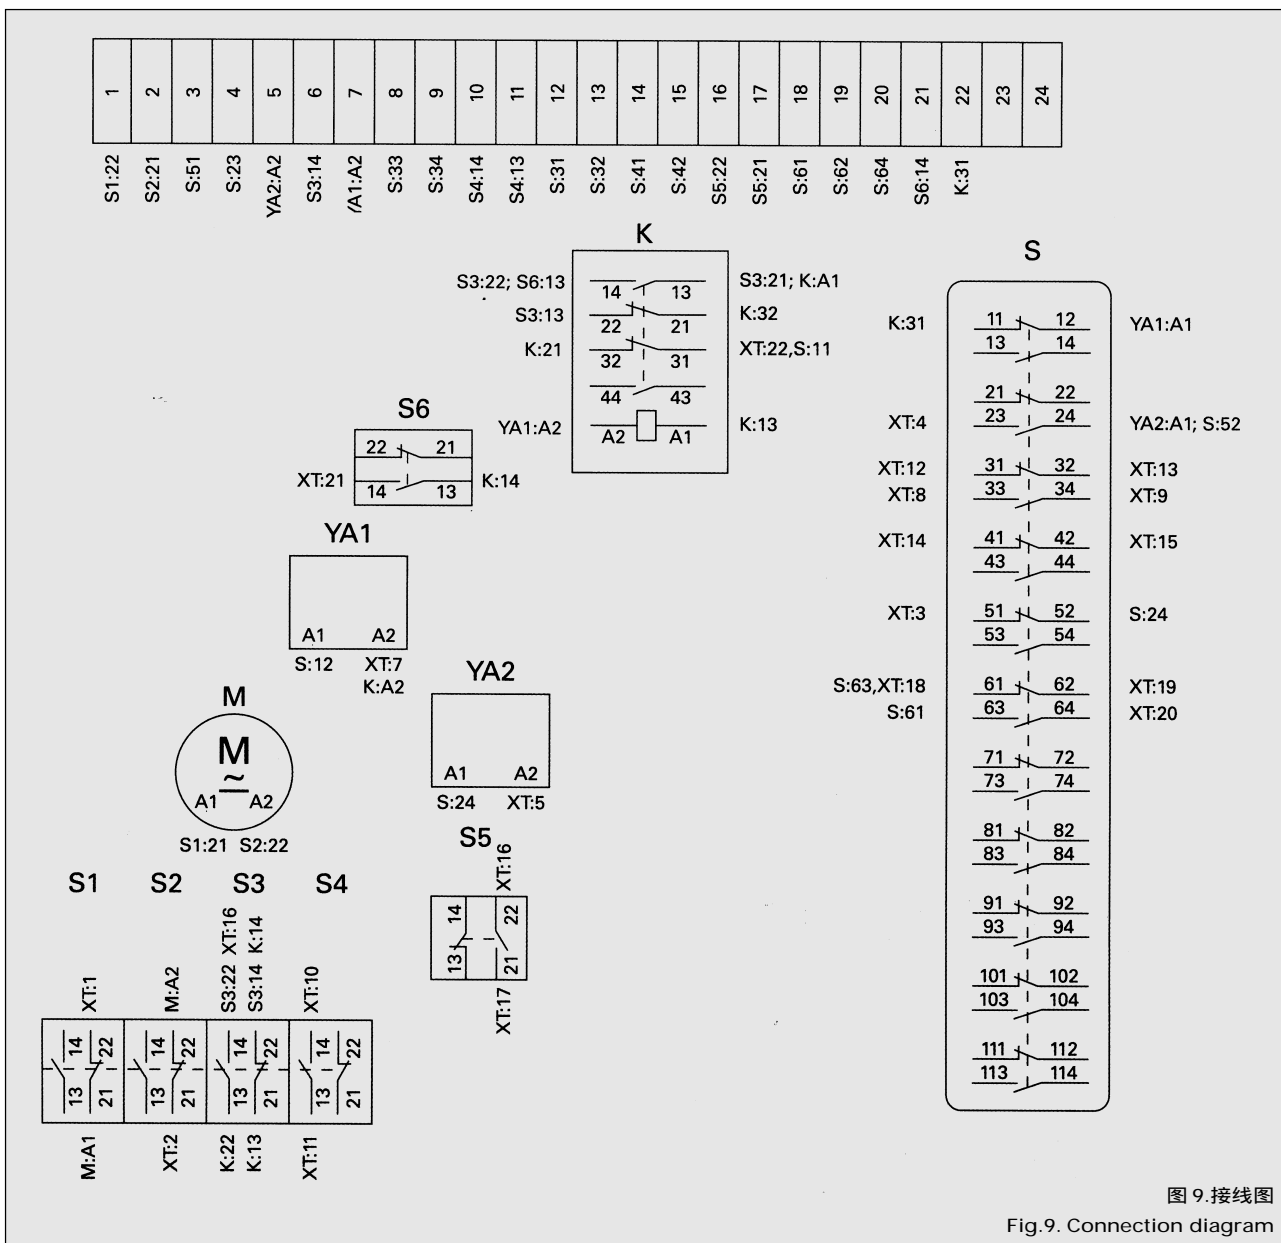 1 2 3 4 5 6 7 8 9 10 11 12 13 14 15 16 17 18 19 20 21 22 23 24
S1:22 S2:21 S:51 S:23 YA2:A2 S3:14 YA1:A2 S:33 S:34 S4:14 S4:13 S:31 S:32 S:41 S:42 S5:22 S5:21 S:61 S:62 S:64 S6:14 K:31
K
S3:22; S6:13 14 13 S3:21; K:A1
S3:13 22 21 K:32
K:21 32 31 XT:22,S:11
44 43
YA1:A2 A2 A1 K:13
S
K:31 11 12 YA1:A1
13 14
21 22
XT:4 23 24 YA2:A1; S:52
XT:12 31 32 XT:13
XT:8 33 34 XT:9
XT:14 41 42 XT:15
43 44
XT:3 51 52 S:24
53 54
S:63,XT:18 61 62 XT:19
S:61 63 64 XT:20
71 72
73 74
81 82
83 84
91 92
93 94
101 102
103 104
111 112
113 114
S6
22 21
XT:21 14 13 K:14
YA1
A1 A2
S:12 XT:7
K:A2
YA2
A1 A2
S:24 XT:5
M
M
~
A1 A2
S1:21 S2:22
S5
XT:16
14 22
13 21
XT:17
S1 S2 S3 S4
XT:1 M:A2 S3:22 XT:16 S3:14 K:14 XT:10
14 22 14 22 14 22 14 22
13 21 13 21 13 21 13 21
M:A1 XT:2 K:22 K:13 XT:11
图 9.接线图
Fig.9. Connection diagram